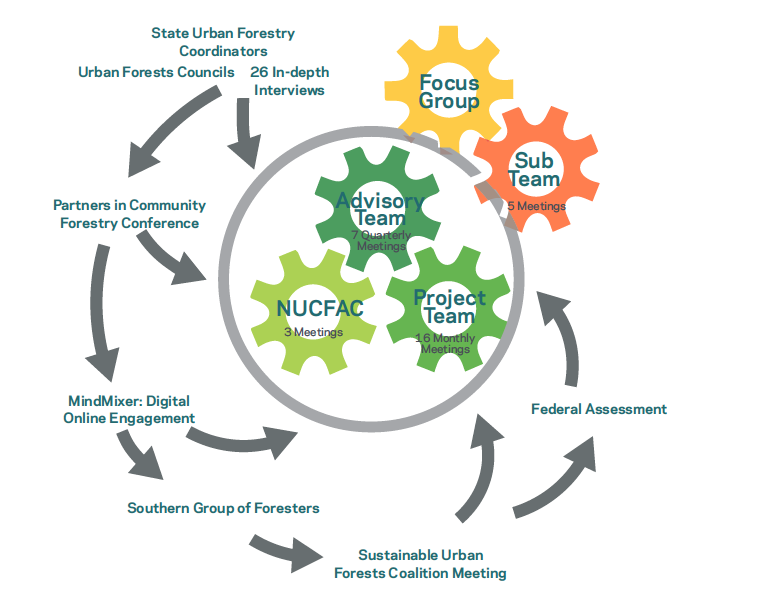 State Urban Forestry
Coordinators
Urban Forests Councils
26 In-depth
Interviews
Focus
Group
Sub
Team
5 Meetings
Partners in Community
Forestry Conference
Advisory
Team
7 Quarterly
Meetings
NUCFAC
3 Meetings
Project
Team
16 Monthly
Meetings
MindMixer: Digital
Online Engagement
Federal Assessment
Southern Group of Foresters
Sustainable Urban
Forests Coalition Meeting